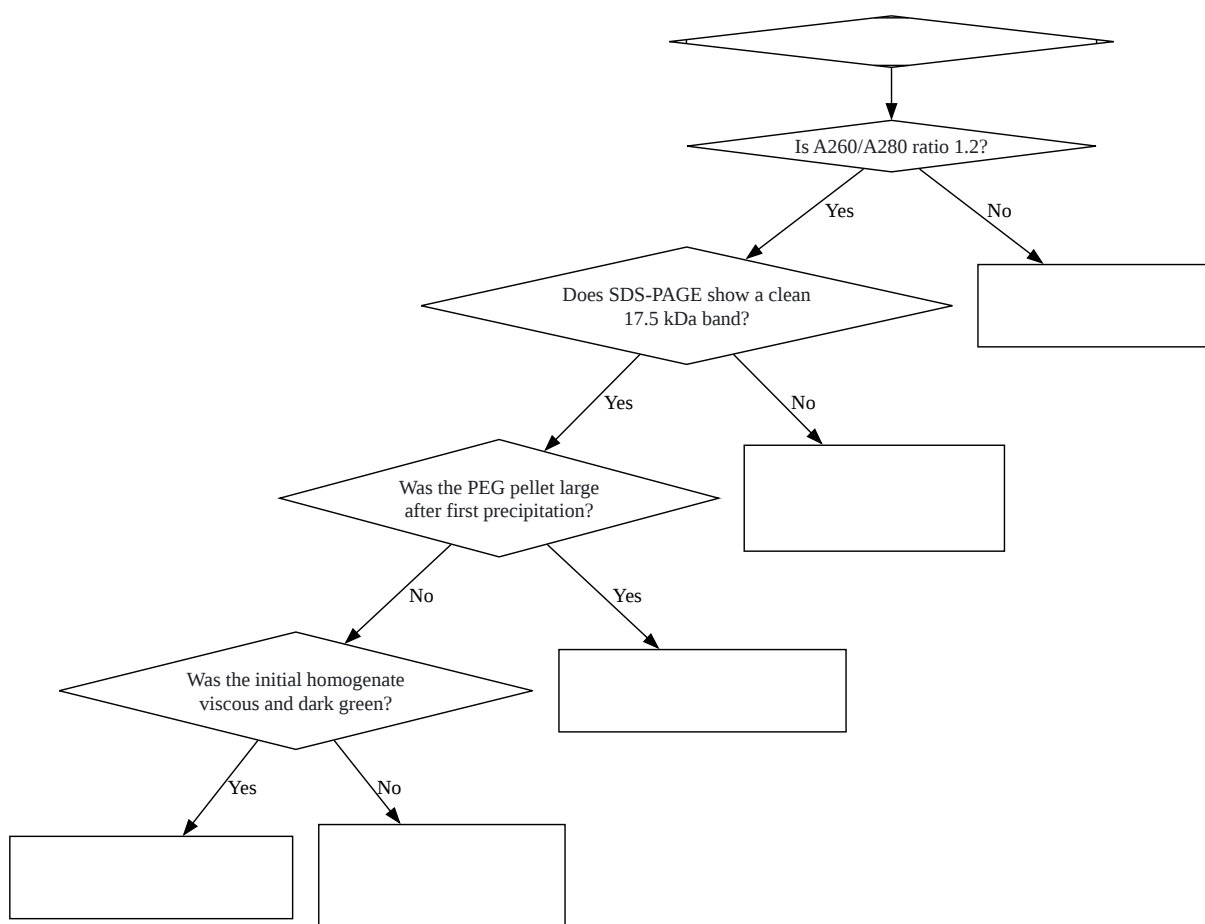 Is A260/A280 ratio 1.2?
Yes
No
Does SDS-PAGE show a clean
17.5 kDa band?
Yes
No
Was the PEG pellet large
after first precipitation?
No
Yes
Was the initial homogenate
viscous and dark green?
Yes
No